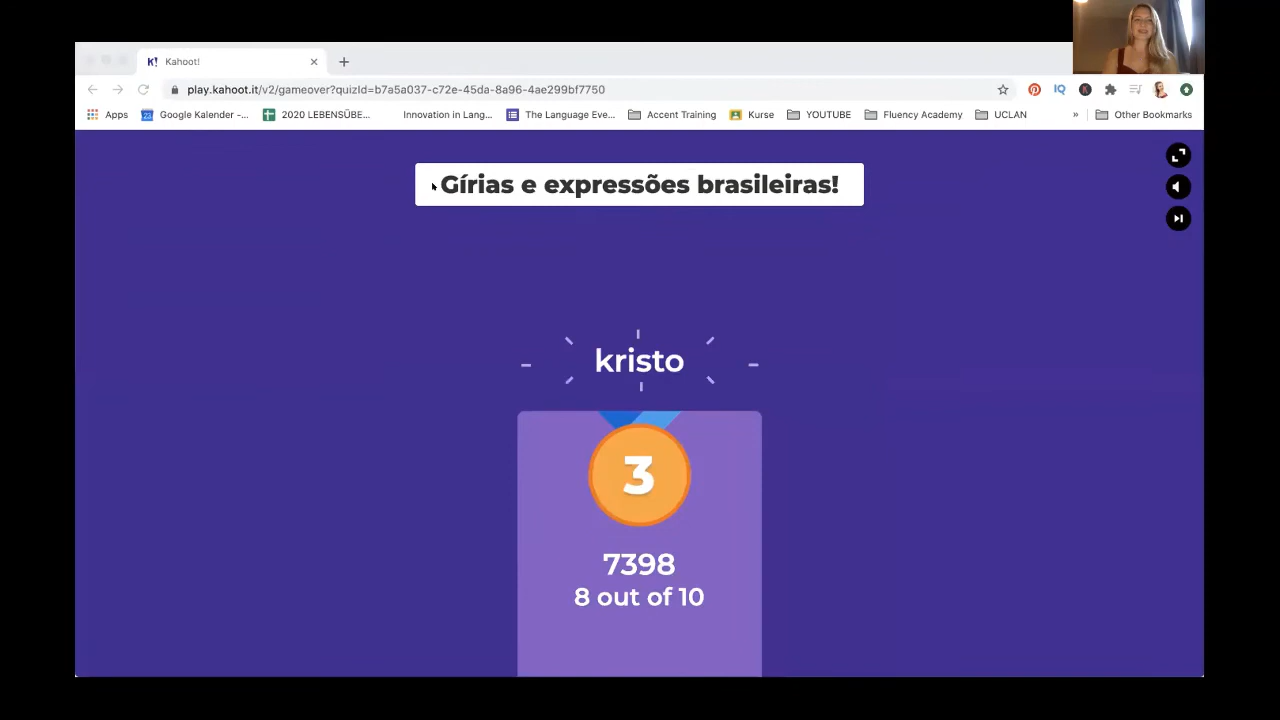 K! Kahoot!
play.kahoot.it/v2/gameover?quizId=b7a5a037-c72e-45da-8a96-4ae299bf7750
IQ
Apps
23
Google Kalender -...
2020 LEBENSÜBE...
Innovation in Lang...
The Language Eve...
Accent Training
Kurse
YOUTUBE
Fluency Academy
UCLAN
»
Other Bookmarks
Gírias e expressões brasileiras!
kristo
3
7398
8 out of 10